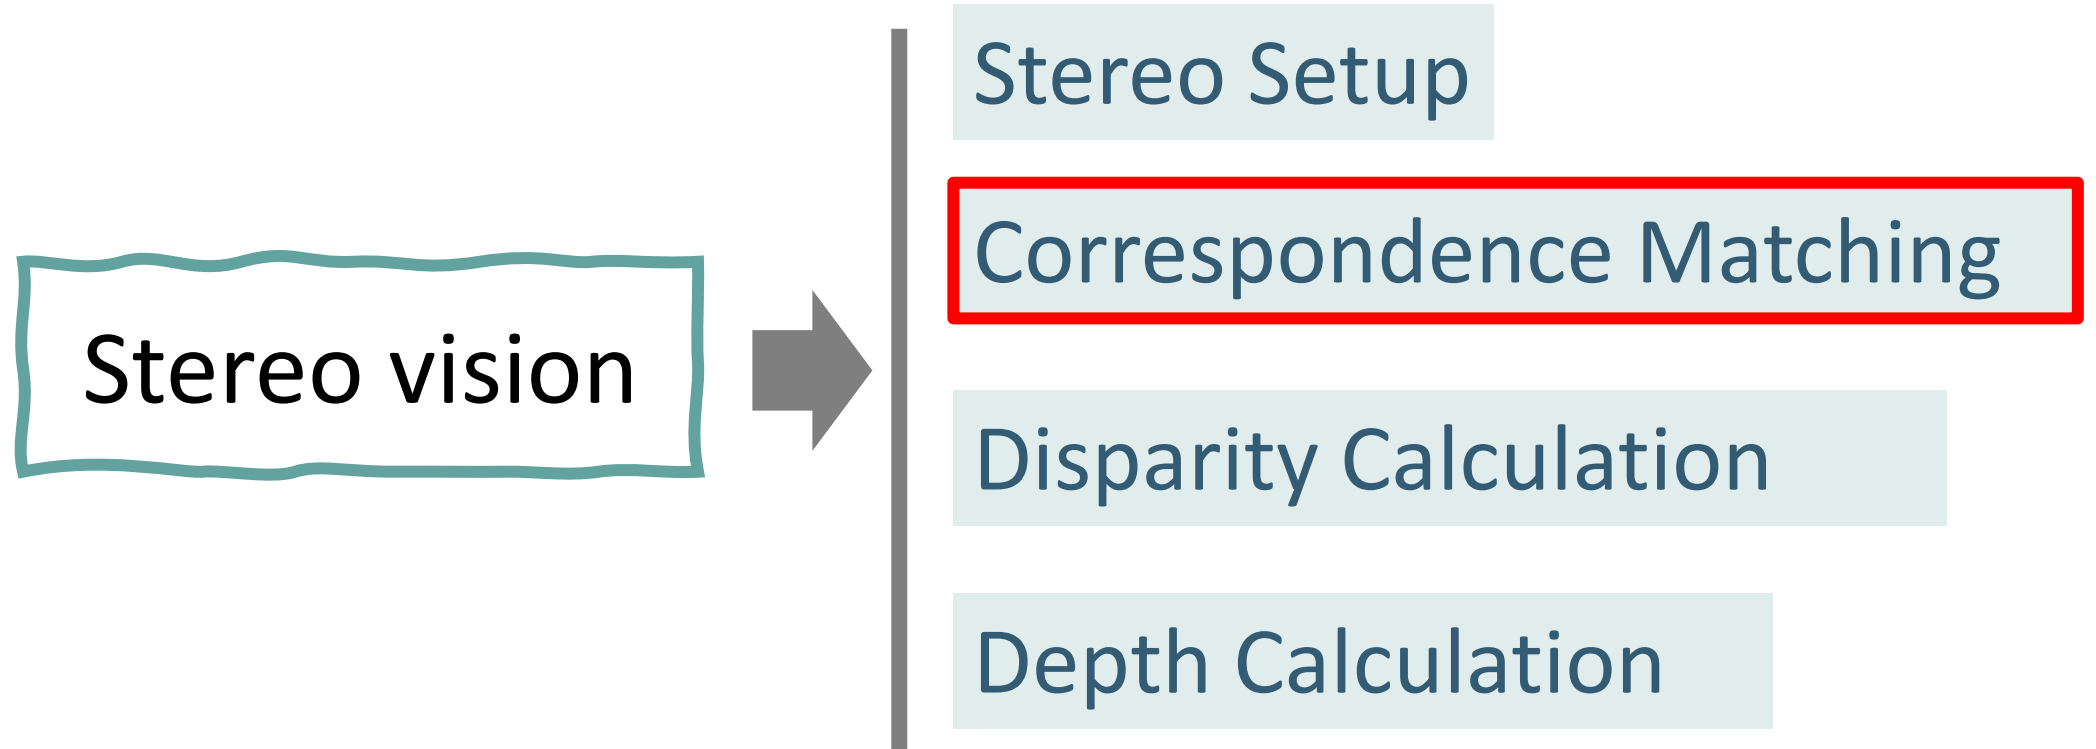 Stereo vision
Stereo Setup
Correspondence Matching
Disparity Calculation
Depth Calculation